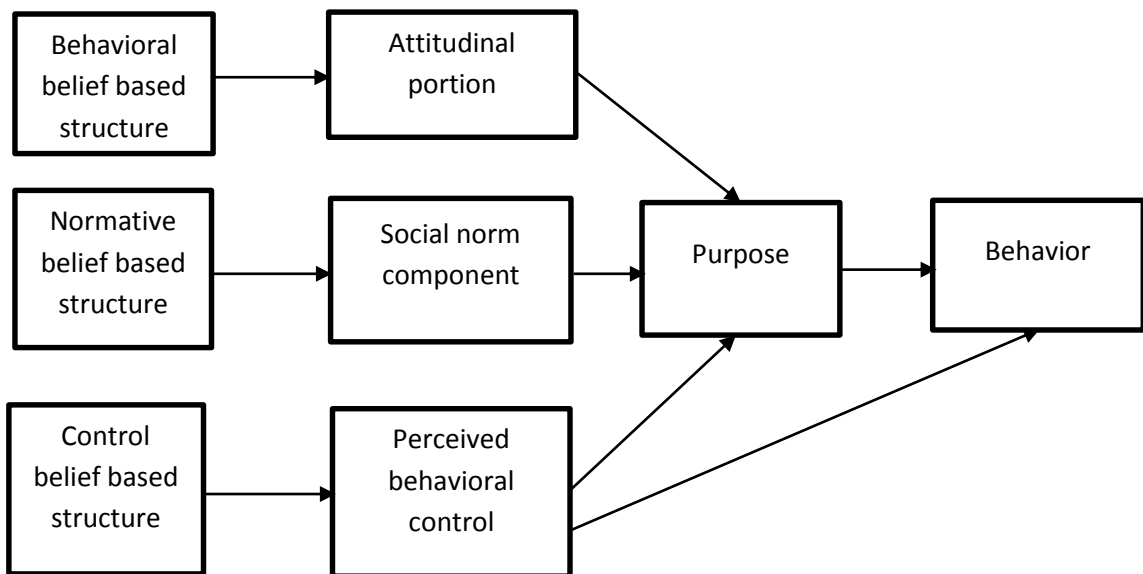 Behavioral
belief based
structure
Attitudinal
portion
Normative
belief based
structure
Social norm
component
Purpose
Behavior
Control
belief based
structure
Perceived
behavioral
control